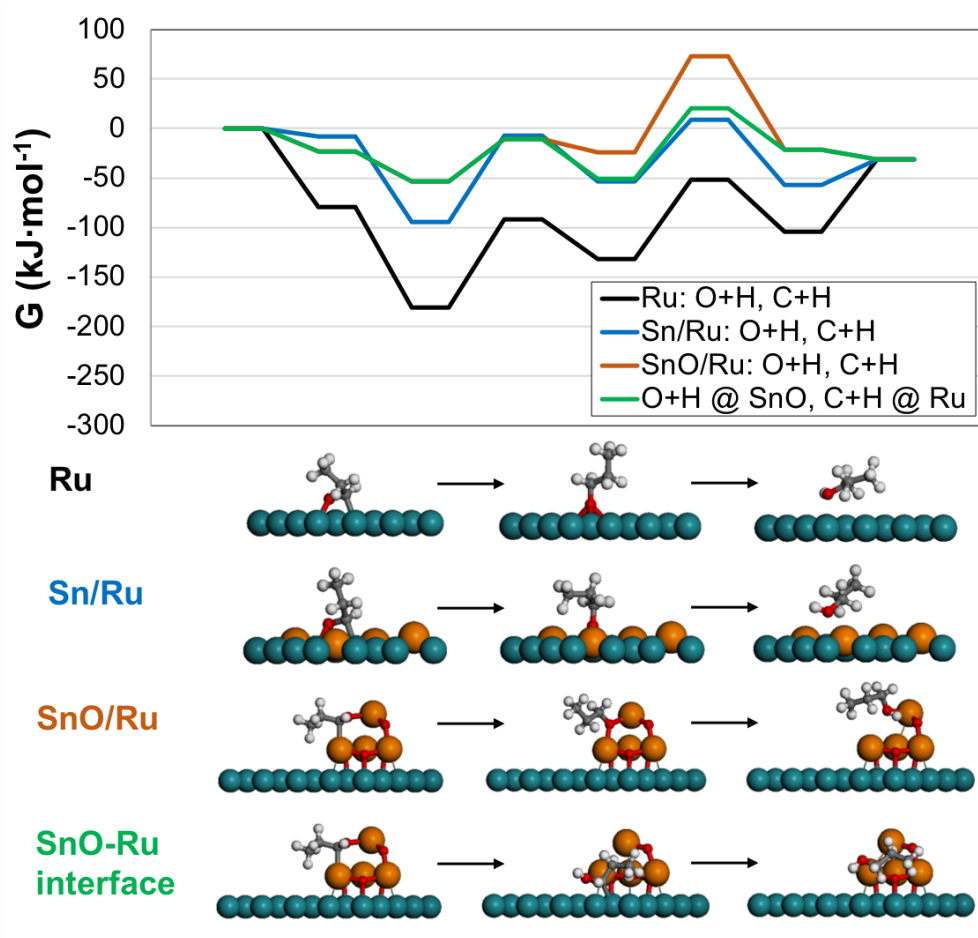 100
50
0
-50
-100
-150
-200
-250
-300
G (kJ·mol-1)
Ru: O+H, C+H
Sn/Ru: O+H, C+H
SnO/Ru: O+H, C+H
O+H @ SnO, C+H @ Ru
Ru
Sn/Ru
SnO/Ru
SnO-Ru
interface